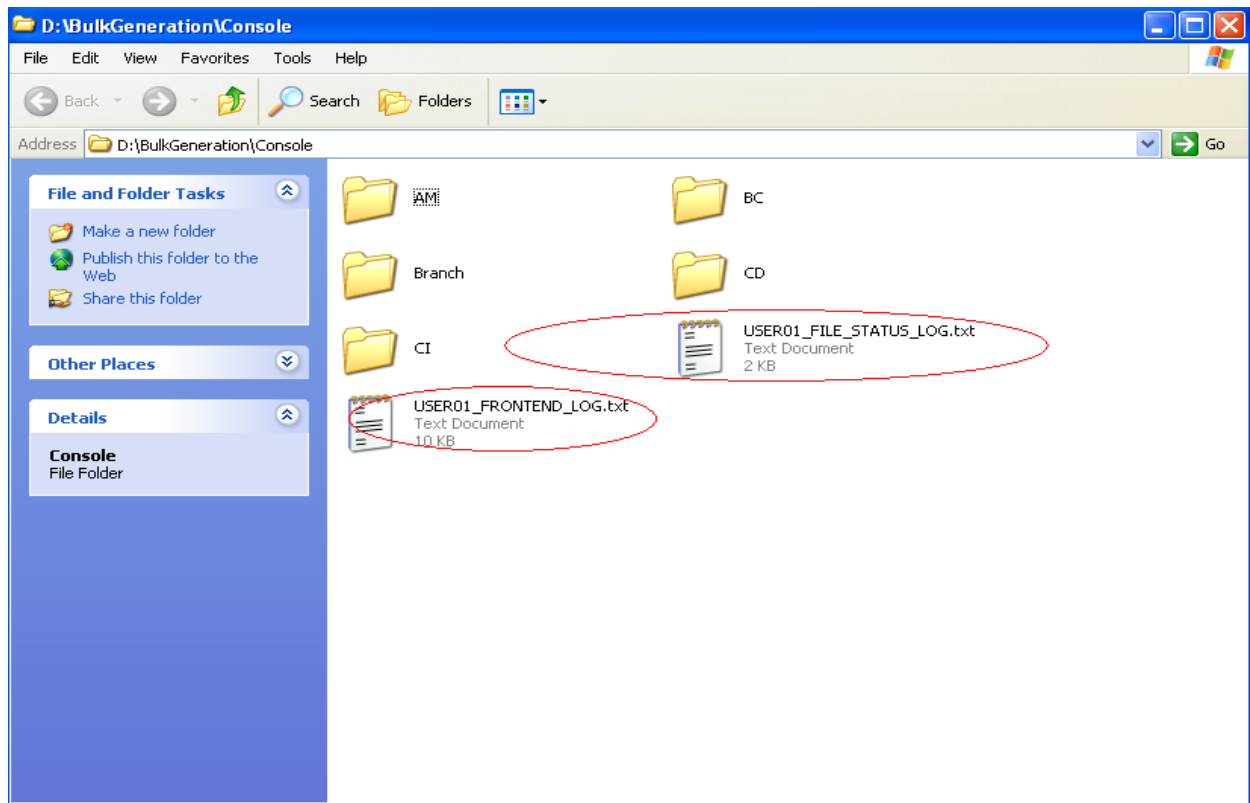 D:\BulkGeneration\Console
File Edit View Favorites Tools Help
Back Search Folders
Address D:\BulkGeneration\Console Go
File and Folder Tasks
Make a new folder
Publish this folder to the
Web
Share this folder
Other Places
Details
Console
File Folder
AM BC
Branch CD
CI
USER01_FILE_STATUS_LOG.txt
Text Document
2 KB
USER01_FRONTEND_LOG.txt
Text Document
10 KB